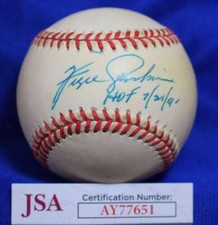 Fergie Jenkins
HOF 7/21/91
JSA
Certification Number:
AY77651